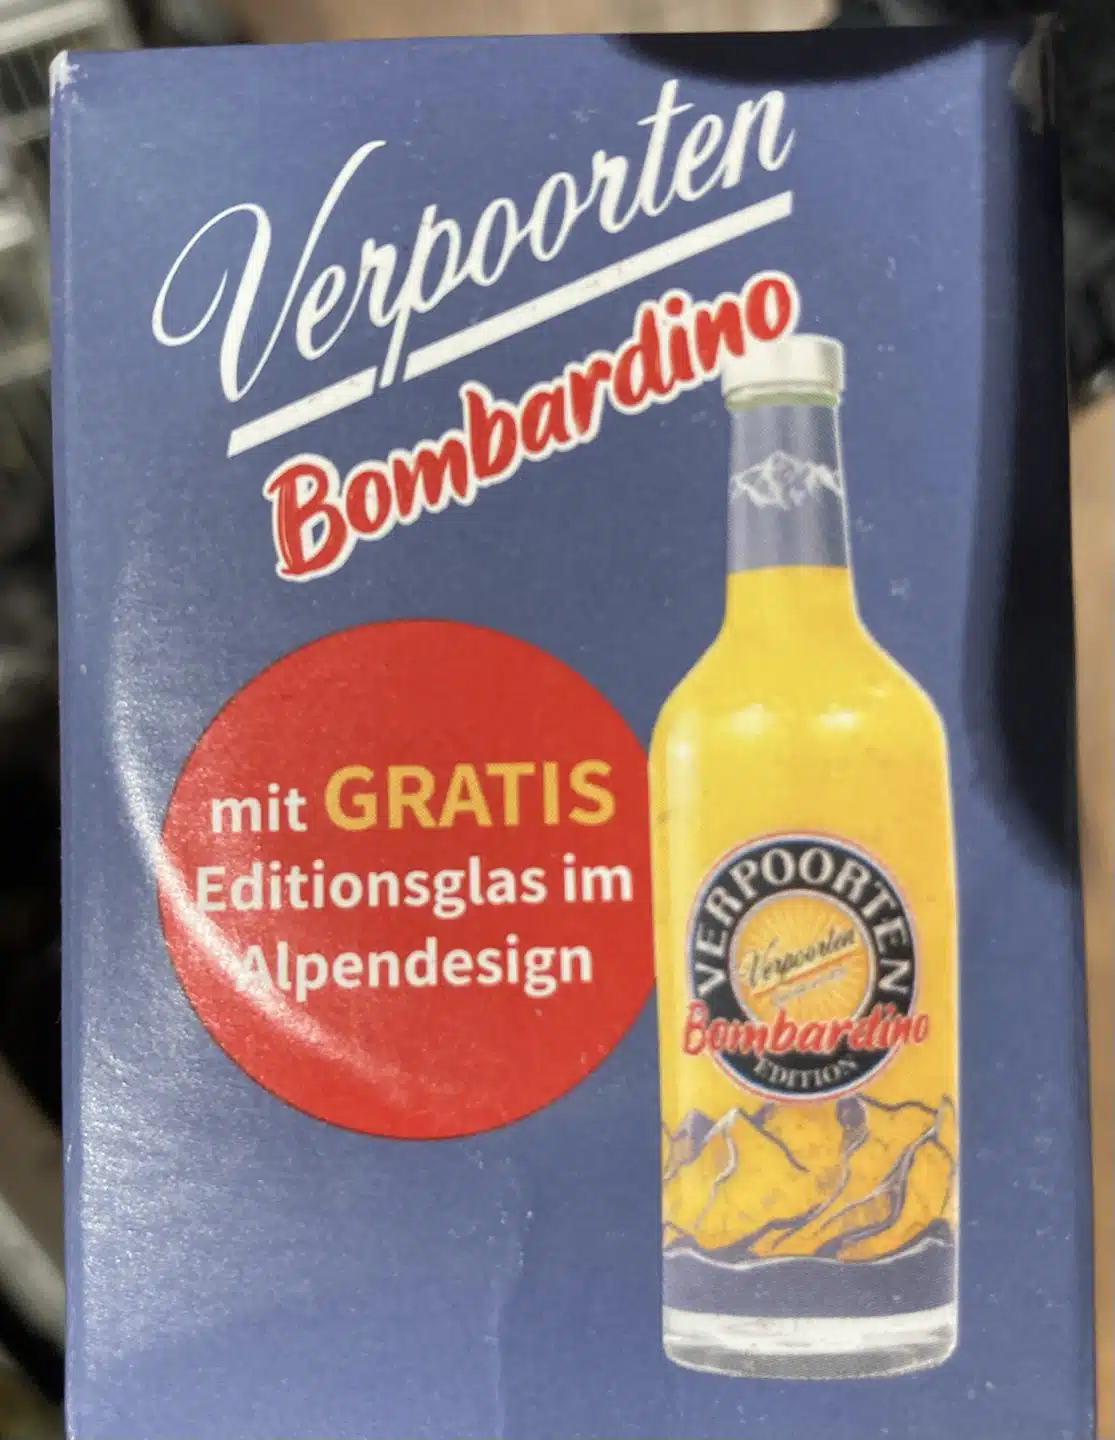 Verpoorten
Bombardino
mit GRATIS
Editionsglas im
Alpendesign
VERPOORTEN
Verpoorten
Bombardino
EDITION